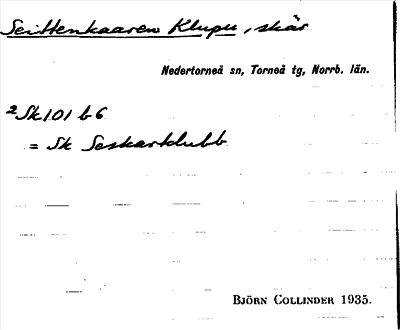 Seittenkaaren Klupu, skär
Nedertorneå sn, Torneå tg, Norrb. län.
2Sk101 b6
= Sk Seskarklubb
BJÖRN COLLINDER 1935.